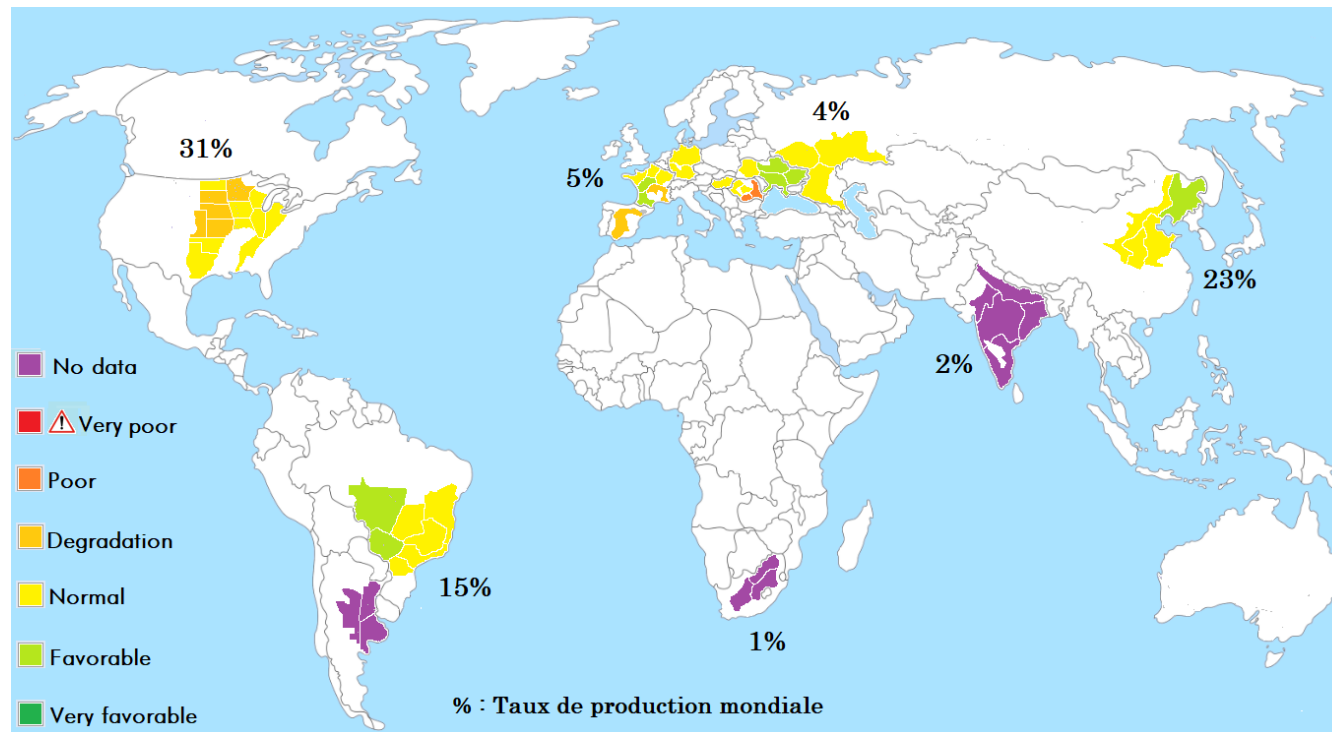 4%
31%
5%
23%
2%
No data
Very poor
Poor
Degradation
15%
Normal
1%
Favorable
% : Taux de production mondiale
Very favorable